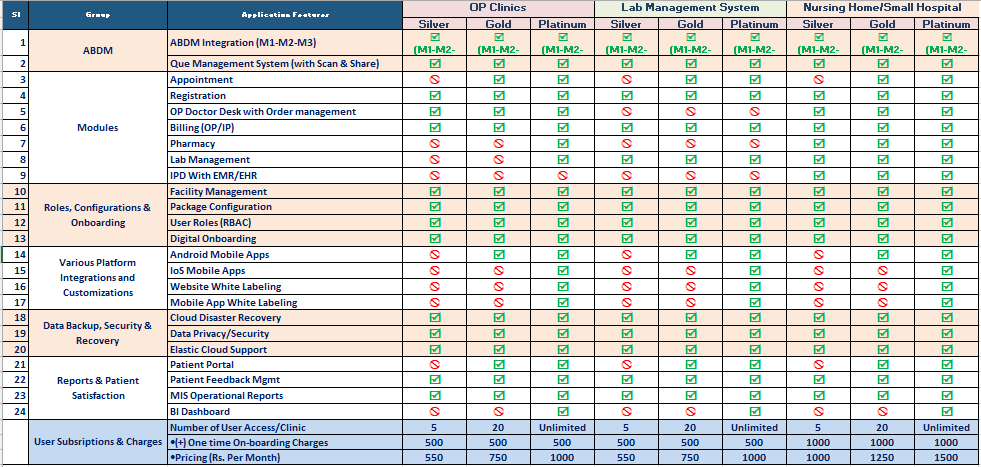 OP Clinics Lab Management System Nursing Home/Small Hospital
Sl Group Application Features Silver Gold Platinum Silver Gold Platinum Silver Gold Platinum
1 ABDM ABDM Integration (M1-M2-M3) ☑ ☑ ☑ ☑ ☑ ☑ ☑ ☑ ☑
(M1-M2- (M1-M2- (M1-M2- (M1-M2- (M1-M2- (M1-M2- (M1-M2- (M1-M2- (M1-M2-
2 Que Management System (with Scan & Share) ☑ ☑ ☑ ☑ ☑ ☑ ☑ ☑ ☑
3 Modules Appointment 🚫 ☑ ☑ 🚫 ☑ ☑ 🚫 ☑ ☑
4 Registration ☑ ☑ ☑ ☑ ☑ ☑ ☑ ☑ ☑
5 OP Doctor Desk with Order management ☑ ☑ ☑ 🚫 🚫 🚫 ☑ ☑ ☑
6 Billing (OP/IP) ☑ ☑ ☑ ☑ ☑ ☑ ☑ ☑ ☑
7 Pharmacy 🚫 🚫 ☑ 🚫 🚫 🚫 ☑ ☑ ☑
8 Lab Management 🚫 🚫 ☑ ☑ ☑ ☑ ☑ ☑ ☑
9 IPD With EMR/EHR 🚫 🚫 🚫 🚫 🚫 🚫 ☑ ☑ ☑
10 Roles, Configurations & Onboarding Facility Management ☑ ☑ ☑ ☑ ☑ ☑ ☑ ☑ ☑
11 Package Configuration ☑ ☑ ☑ ☑ ☑ ☑ ☑ ☑ ☑
12 User Roles (RBAC) ☑ ☑ ☑ ☑ ☑ ☑ ☑ ☑ ☑
13 Digital Onboarding ☑ ☑ ☑ ☑ ☑ ☑ ☑ ☑ ☑
14 Various Platform Integrations and Customizations Android Mobile Apps 🚫 ☑ ☑ 🚫 ☑ ☑ 🚫 ☑ ☑
15 IoS Mobile Apps 🚫 🚫 ☑ 🚫 🚫 ☑ 🚫 🚫 ☑
16 Website White Labeling 🚫 🚫 ☑ 🚫 🚫 ☑ 🚫 🚫 ☑
17 Mobile App White Labeling 🚫 🚫 ☑ 🚫 🚫 ☑ 🚫 🚫 ☑
18 Data Backup, Security & Recovery Cloud Disaster Recovery ☑ ☑ ☑ ☑ ☑ ☑ ☑ ☑ ☑
19 Data Privacy/Security ☑ ☑ ☑ ☑ ☑ ☑ ☑ ☑ ☑
20 Elastic Cloud Support ☑ ☑ ☑ ☑ ☑ ☑ ☑ ☑ ☑
21 Reports & Patient Satisfaction Patient Portal 🚫 ☑ ☑ 🚫 ☑ ☑ 🚫 ☑ ☑
22 Patient Feedback Mgmt ☑ ☑ ☑ ☑ ☑ ☑ ☑ ☑ ☑
23 MIS Operational Reports ☑ ☑ ☑ ☑ ☑ ☑ ☑ ☑ ☑
24 BI Dashboard 🚫 🚫 ☑ 🚫 🚫 ☑ 🚫 🚫 ☑
User Subsriptions & Charges Number of User Access/Clinic 5 20 Unlimited 5 20 Unlimited 5 20 Unlimited
•(+) One time On-boarding Charges 500 500 500 500 500 500 1000 1000 1000
•Pricing (Rs. Per Month) 550 750 1000 550 750 1000 1000 1250 1500